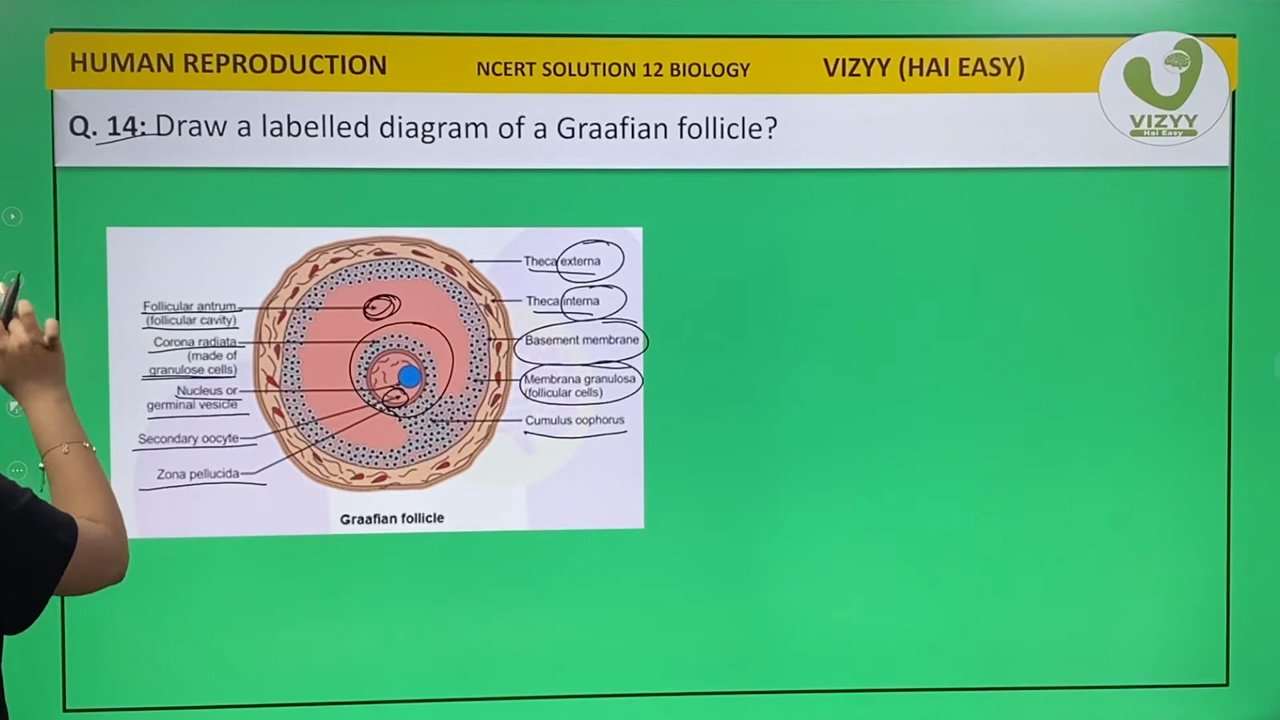 HUMAN REPRODUCTION NCERT SOLUTION 12 BIOLOGY VIZYY (HAI EASY)
VIZYY
Hai Easy
Q. 14: Draw a labelled diagram of a Graafian follicle?
Follicular antrum
(follicular cavity)
Corona radiata
(made of
granulose cells)
Nucleus or
germinal vesicle
Secondary oocyte
Zona pellucida
Theca externa
Theca interna
Basement membrane
Membrana granulosa
(follicular cells)
Cumulus oophorus
Graafian follicle